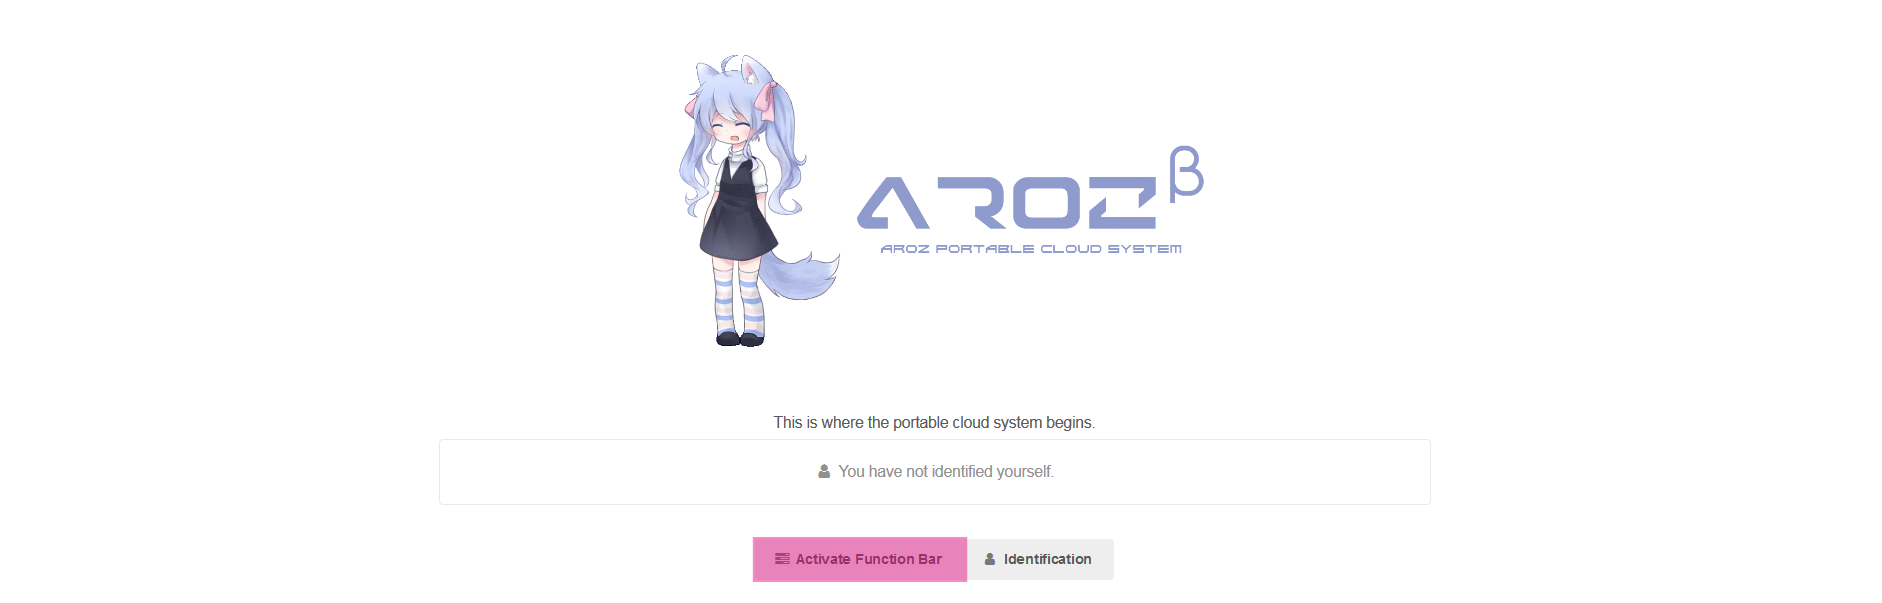 AROZ β
AROZ PORTABLE CLOUD SYSTEM
This is where the portable cloud system begins.
You have not identified yourself.
Activate Function Bar
Identification